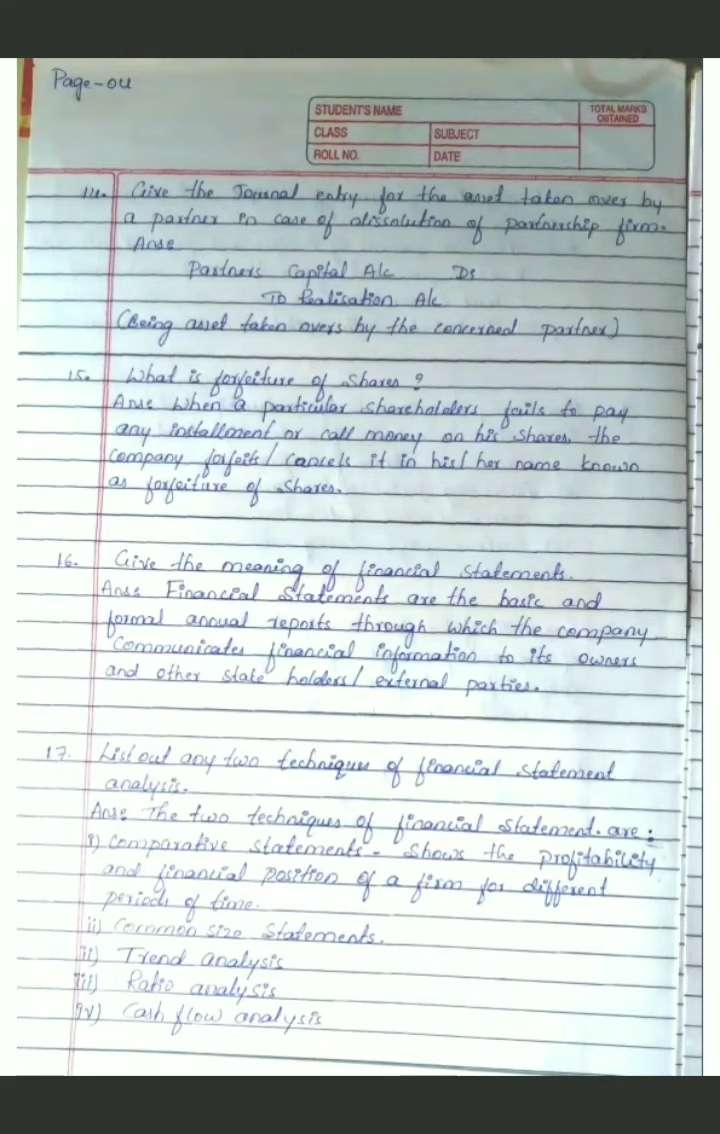 Page-04
STUDENT'S NAME
TOTAL MARKS OBTAINED
CLASS
SUBJECT
ROLL NO.
DATE
14. Give the Journal entry for the asset taken over by
a partner in case of dissolution of partnership firm.
Ans:
Partners Capital A/c Dr
To Realisation A/c
(Being asset taken overs by the concerned partner)
15. What is forfeiture of shares?
Ans: When a particular shareholders fails to pay
any installment or call money on his shares, the
company forfeits/cancels it in his/her name known
as forfeiture of shares.
16. Give the meaning of financial statements.
Ans: Financial Statements are the basic and
formal annual reports through which the company
Communicates financial information to its owners
and other stake holders/external parties.
17. List out any two techniques of financial statement
analysis.
Ans: The two techniques of financial statement are:
i) Comparative statements - Shows the profitability
and financial position of a firm for different
periods of time.
ii) Common size statements.
ii) Trend analysis
iii) Ratio analysis
iv) Cash flow analysis